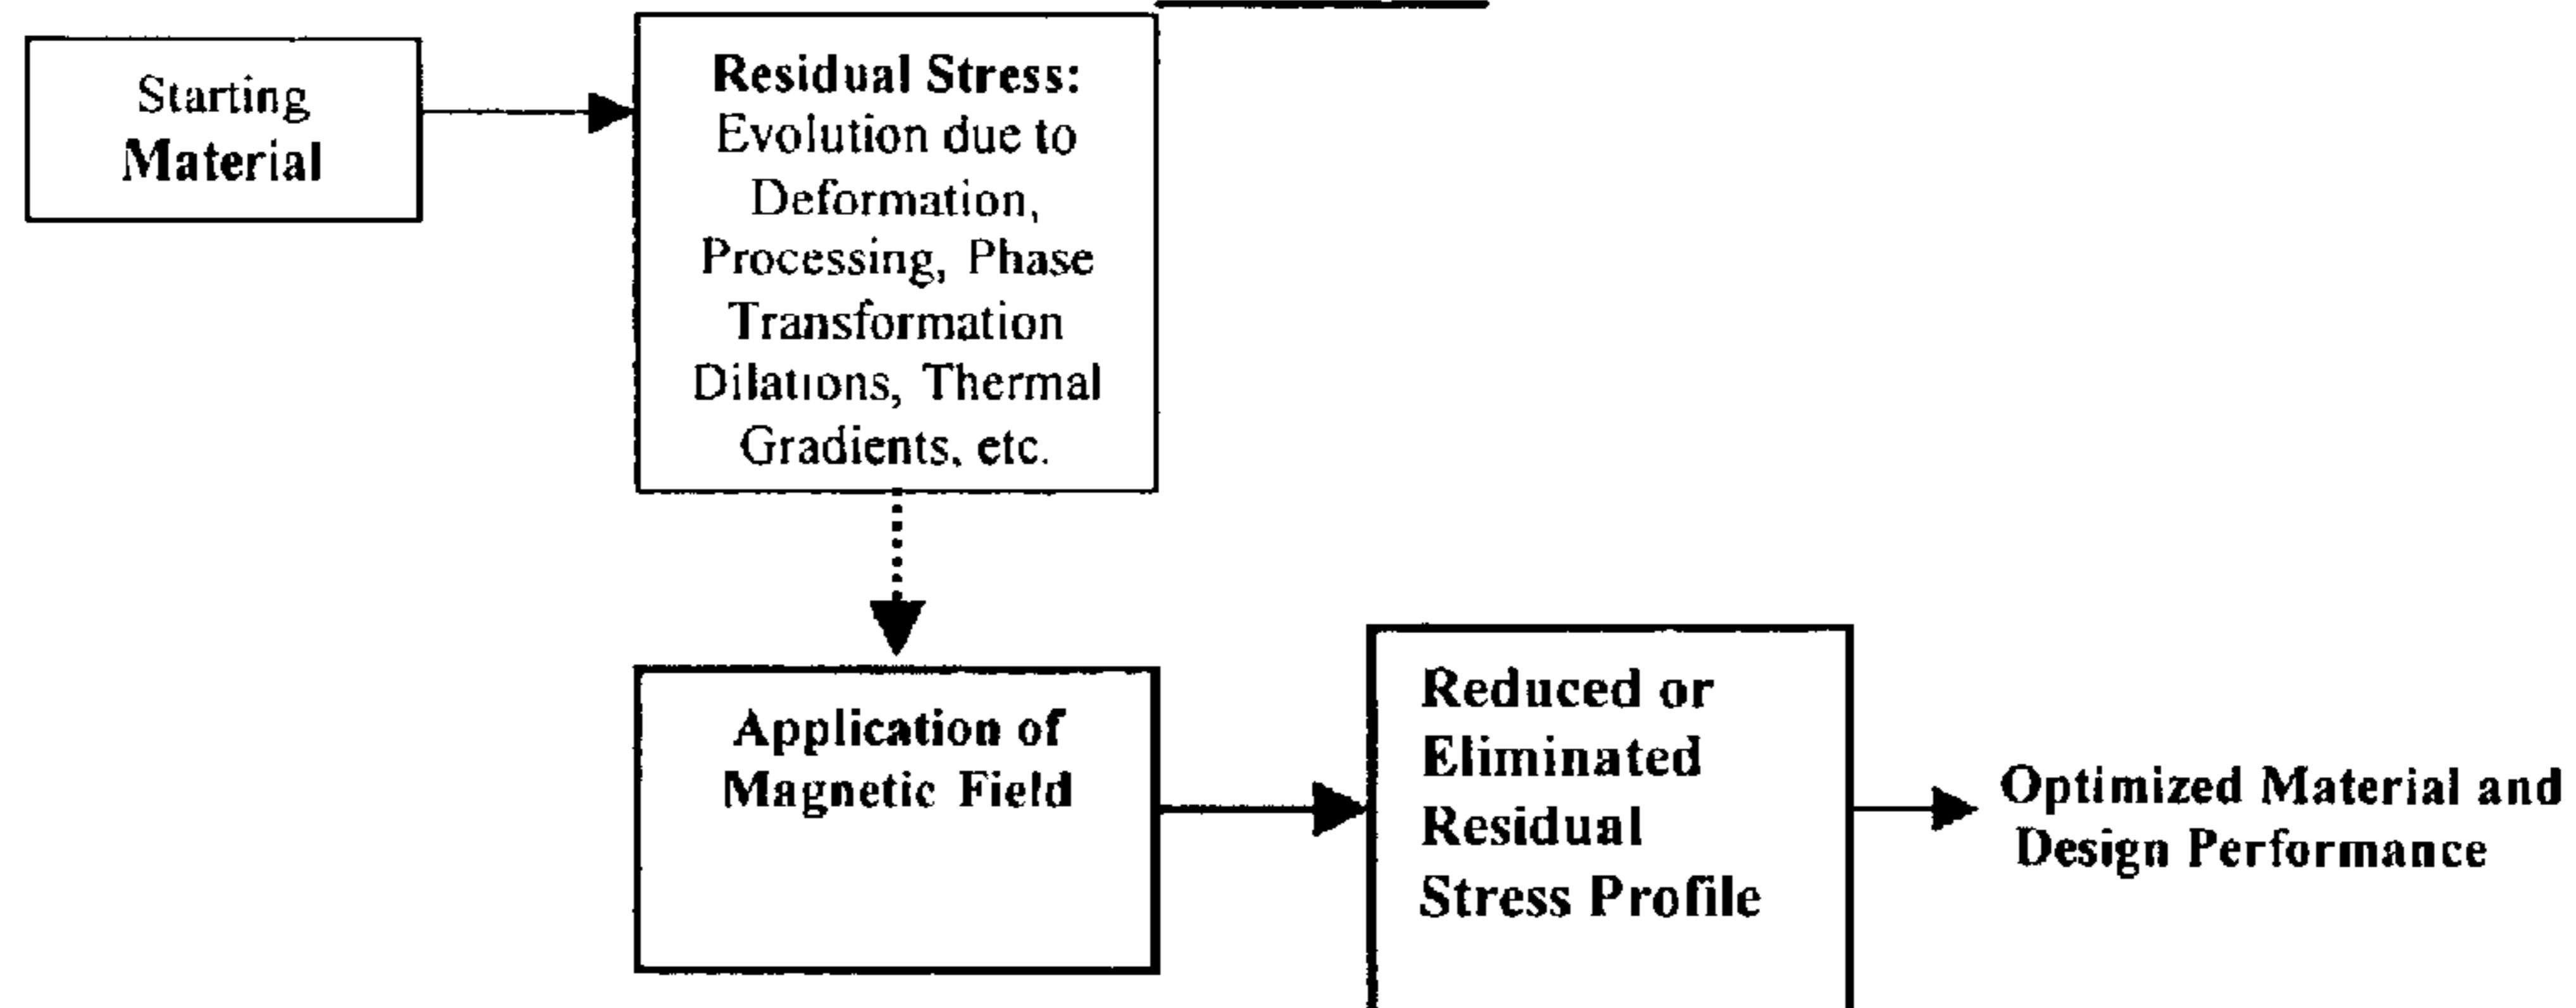 Starting
Material
Residual Stress:
Evolution due to
Deformation,
Processing, Phase
Transformation
Dilations, Thermal
Gradients, etc.
Application of
Magnetic Field
Reduced or
Eliminated
Residual
Stress Profile
Optimized Material and
Design Performance